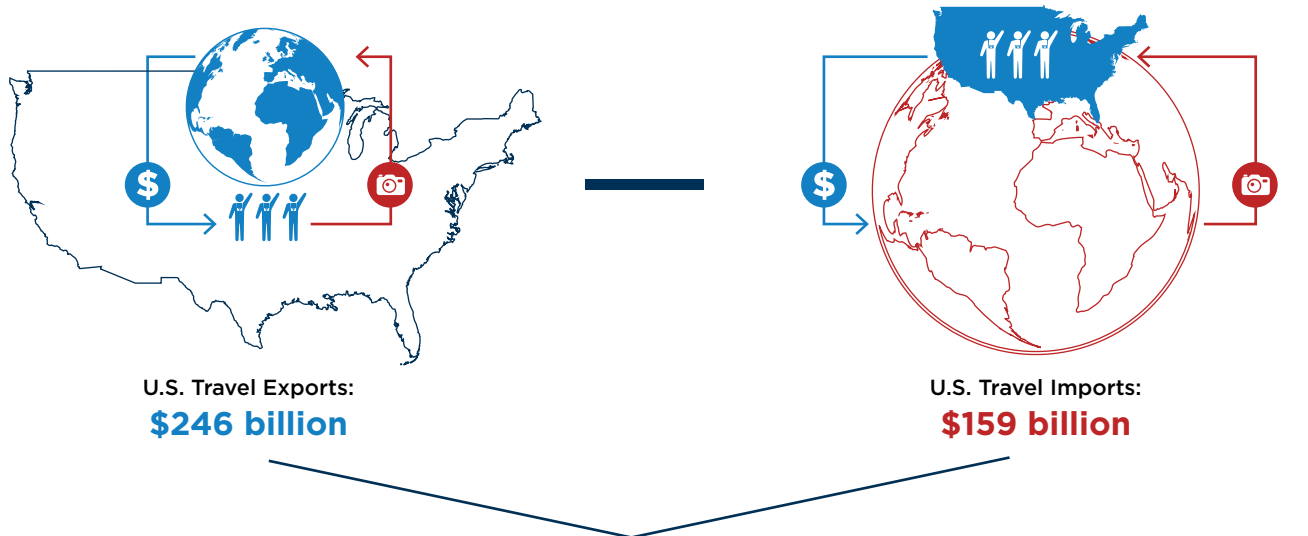 $
$
U.S. Travel Exports:
$246 billion
U.S. Travel Imports:
$159 billion